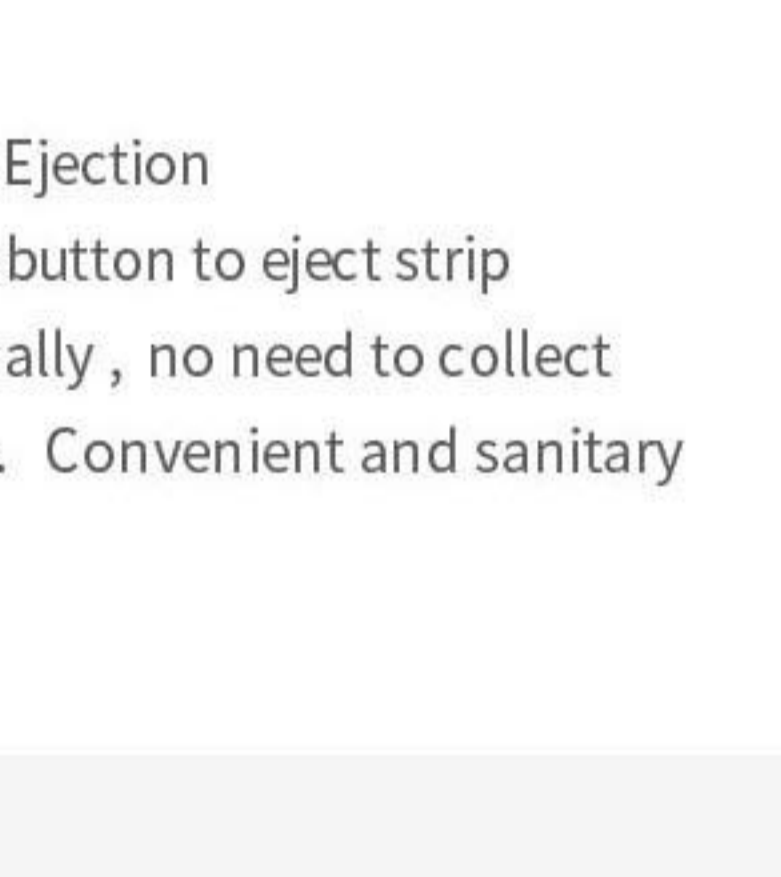 Ejection
button to eject strip
ally , no need to collect
. Convenient and sanitary